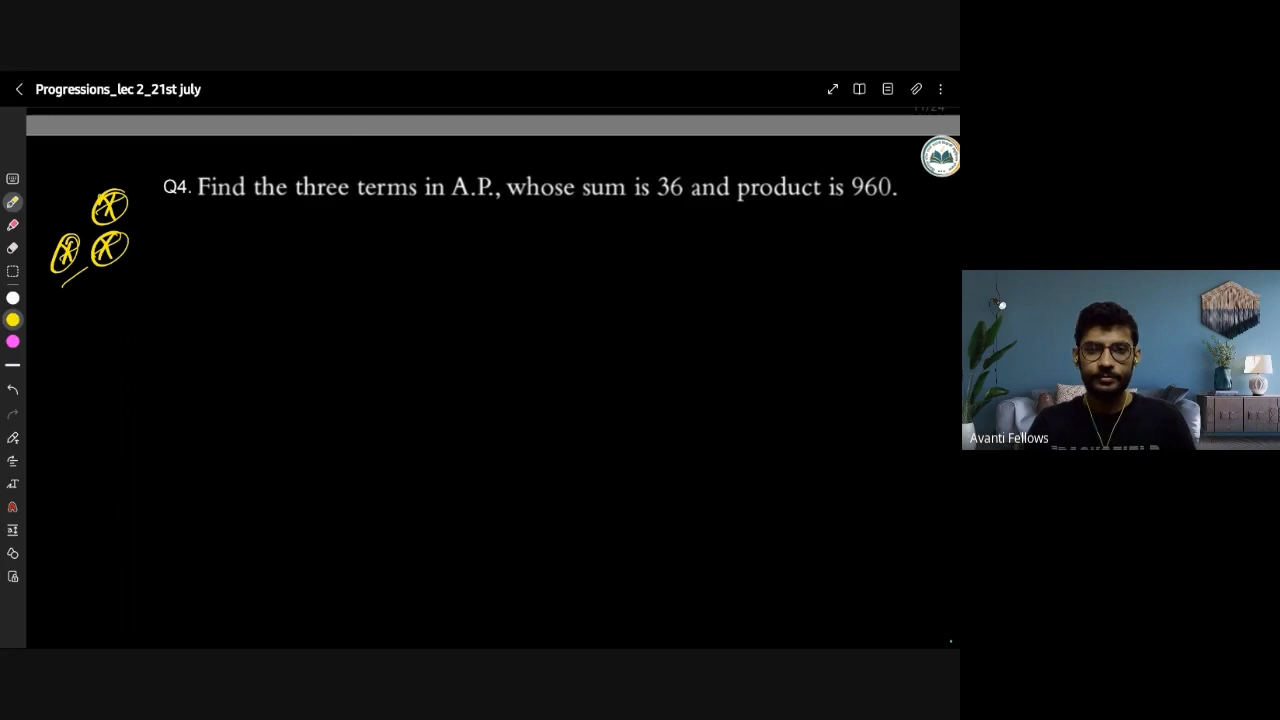 Progressions_lec 2_21st july
Q4. Find the three terms in A.P., whose sum is 36 and product is 960.
Avanti Fellows